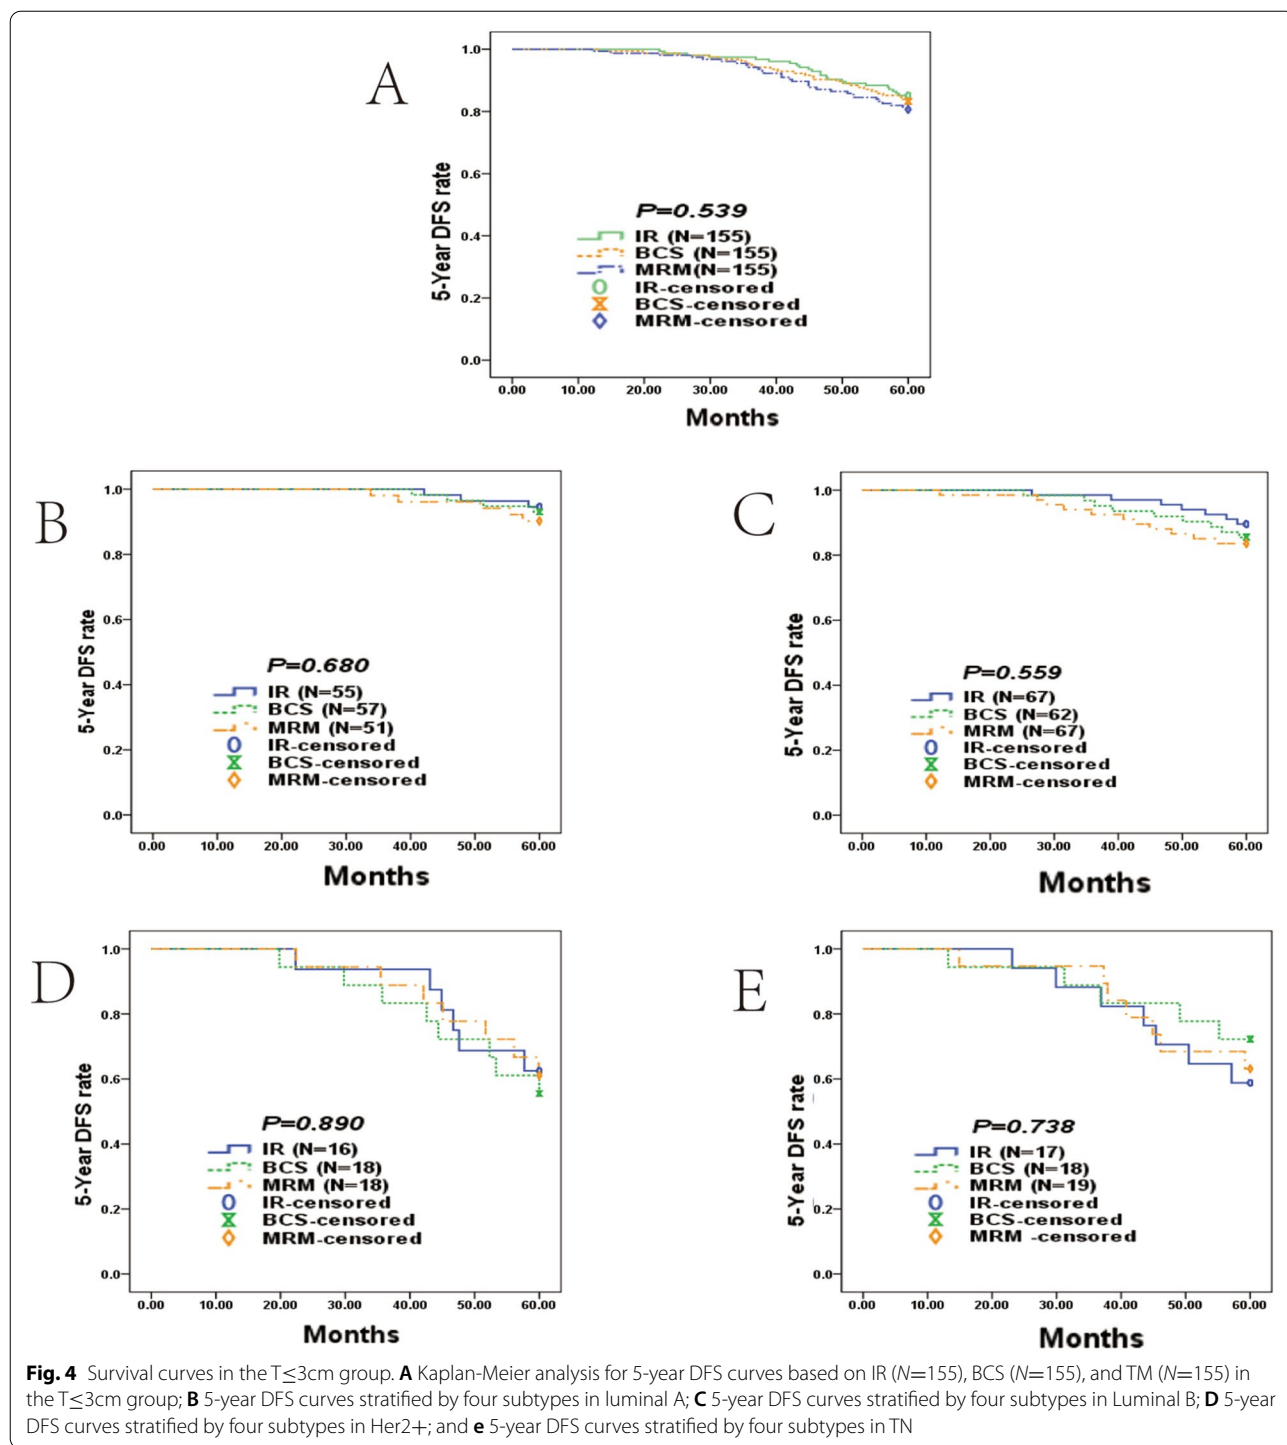 A
1.0
0.8
0.6
0.4
0.2
0.0
5-Year DFS rate
P=0.539
IR (N=155)
BCS (N=155)
MRM(N=155)
IR-censored
BCS-censored
MRM-censored
0.00 10.00 20.00 30.00 40.00 50.00 60.00
Months
B
1.0
0.8
0.6
0.4
0.2
0.0
5-Year DFS rate
P=0.680
IR (N=55)
BCS (N=57)
MRM (N=51)
IR-censored
BCS-censored
MRM-censored
0.00 10.00 20.00 30.00 40.00 50.00 60.00
Months
C
1.0
0.8
0.6
0.4
0.2
0.0
5-Year DFS rate
P=0.559
IR (N=67)
BCS (N=62)
MRM (N=67)
IR-censored
BCS-censored
MRM-censored
0.00 10.00 20.00 30.00 40.00 50.00 60.00
Months
D
1.0
0.8
0.6
0.4
0.2
0.0
5-Year DFS rate
P=0.890
IR (N=16)
BCS (N=18)
MRM (N=18)
IR-censored
BCS-censored
MRM-censored
0.00 10.00 20.00 30.00 40.00 50.00 60.00
Months
E
1.0
0.8
0.6
0.4
0.2
0.0
5-Year DFS rate
P=0.738
IR (N=17)
BCS (N=18)
MRM (N=19)
IR-censored
BCS-censored
MRM -censored
0.00 10.00 20.00 30.00 40.00 50.00 60.00
Months
Fig. 4 Survival curves in the T≤3cm group. A Kaplan-Meier analysis for 5-year DFS curves based on IR (N=155), BCS (N=155), and TM (N=155) in
the T≤3cm group; B 5-year DFS curves stratified by four subtypes in luminal A; C 5-year DFS curves stratified by four subtypes in Luminal B; D 5-year
DFS curves stratified by four subtypes in Her2+; and e 5-year DFS curves stratified by four subtypes in TN